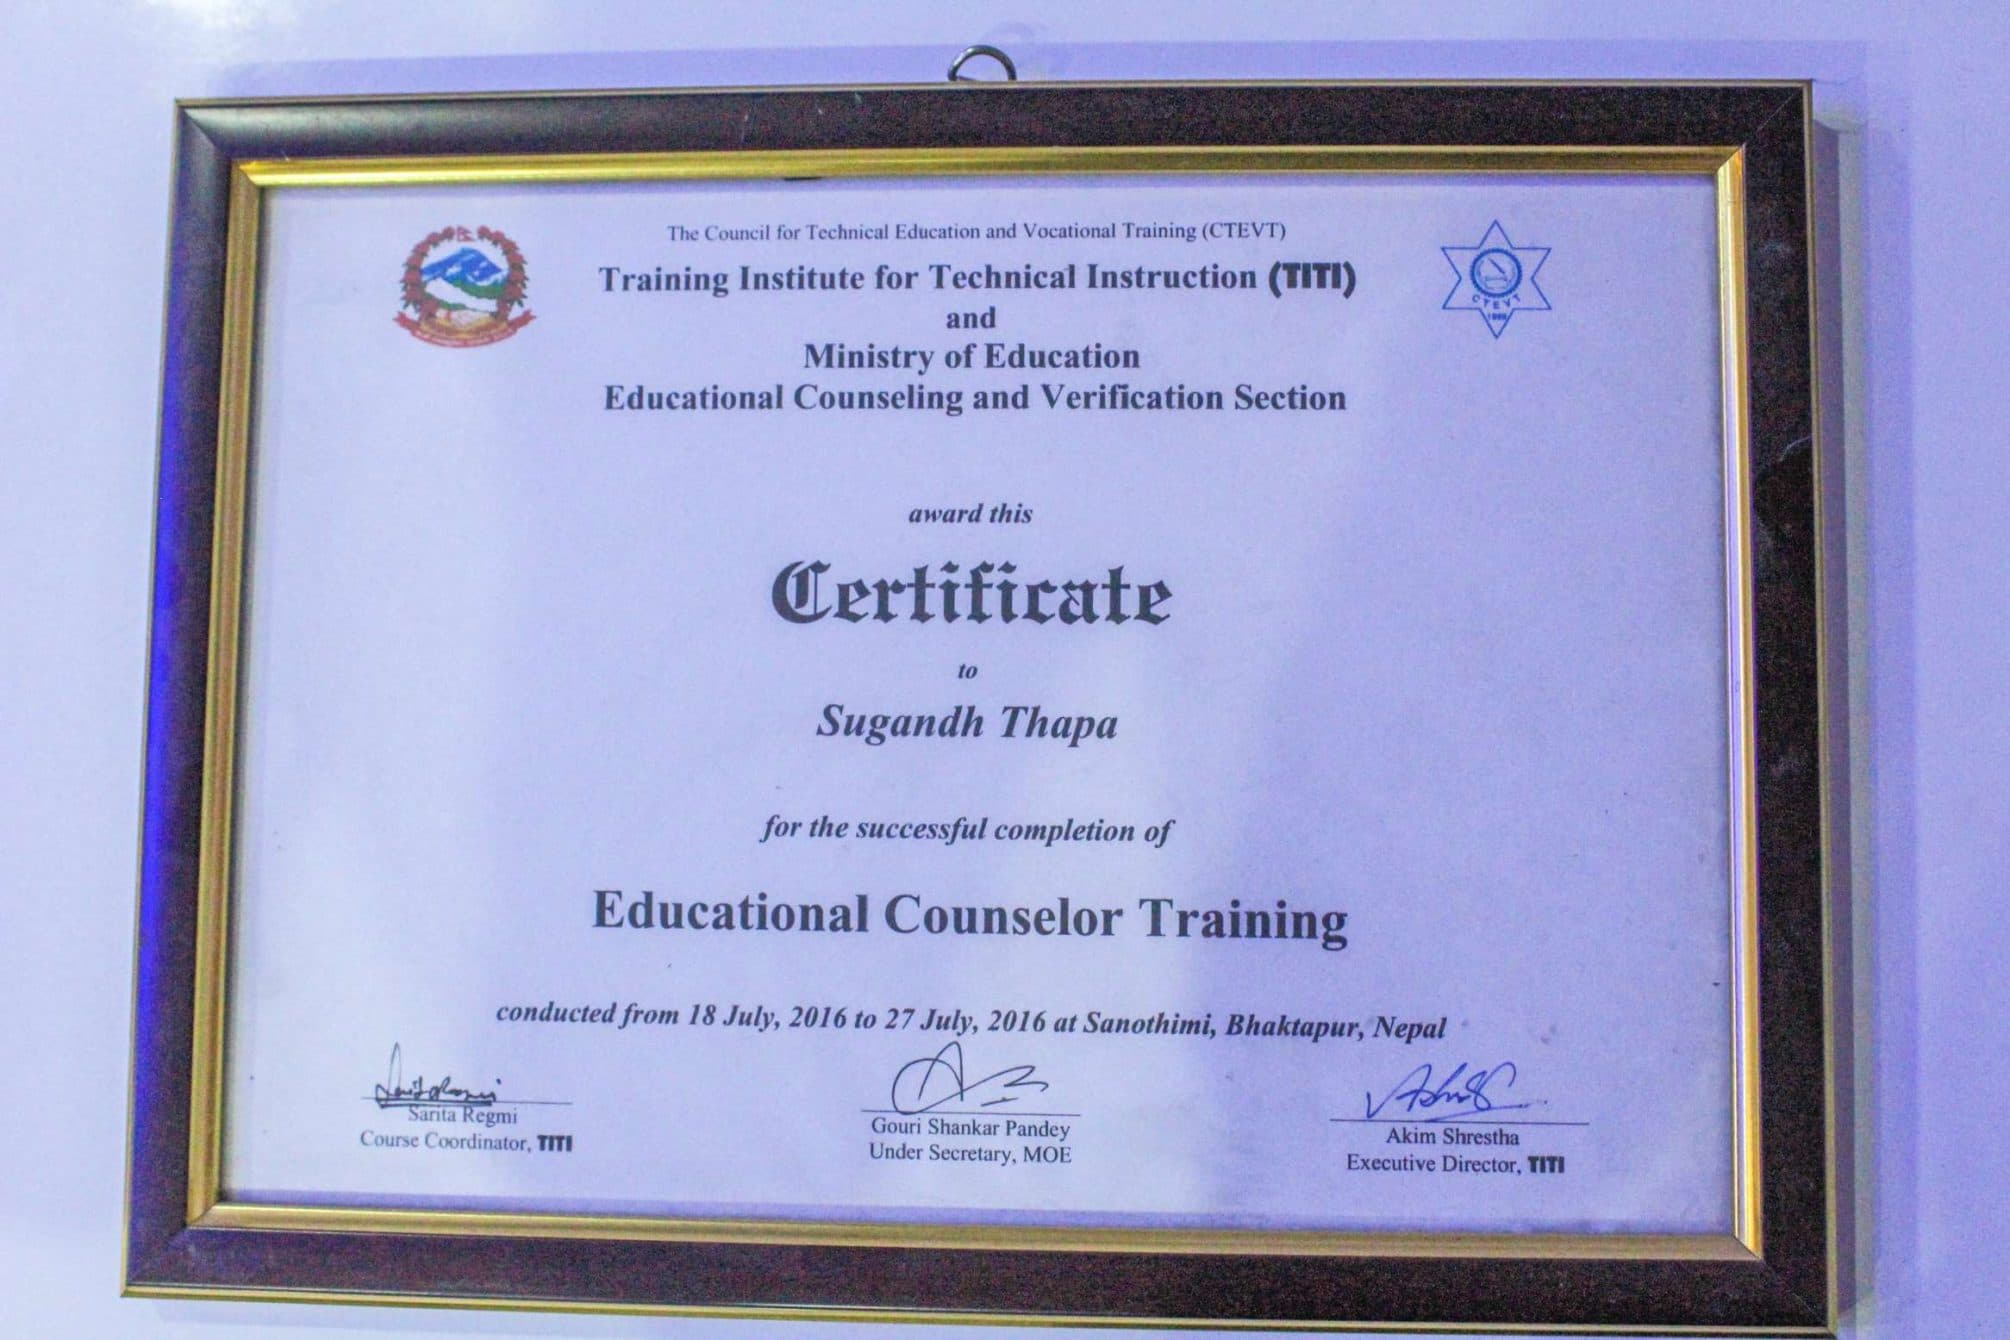 The Council for Technical Education and Vocational Training (CTEVT)
Training Institute for Technical Instruction (TITI)
and
Ministry of Education
Educational Counseling and Verification Section
CTEVT
award this
Certificate
to
Sugandh Thapa
for the successful completion of
Educational Counselor Training
conducted from 18 July, 2016 to 27 July, 2016 at Sanothimi, Bhaktapur, Nepal
Sarita Regmi
Course Coordinator, TITI
Gouri Shankar Pandey
Under Secretary, MOE
Akim Shrestha
Executive Director, TITI